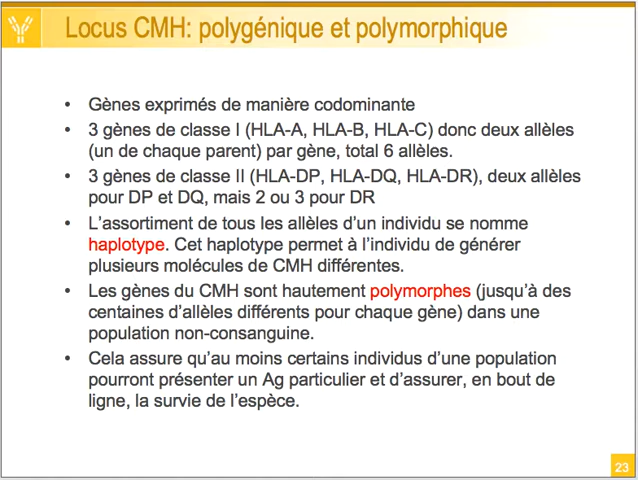 Locus CMH: polygénique et polymorphique
• Gènes exprimés de manière codominante
• 3 gènes de classe I (HLA-A, HLA-B, HLA-C) donc deux allèles
(un de chaque parent) par gène, total 6 allèles.
• 3 gènes de classe II (HLA-DP, HLA-DQ, HLA-DR), deux allèles
pour DP et DQ, mais 2 ou 3 pour DR
• L’assortiment de tous les allèles d’un individu se nomme
haplotype. Cet haplotype permet à l’individu de générer
plusieurs molécules de CMH différentes.
• Les gènes du CMH sont hautement polymorphes (jusqu’à des
centaines d’allèles différents pour chaque gène) dans une
population non-consanguine.
• Cela assure qu’au moins certains individus d’une population
pourront présenter un Ag particulier et d’assurer, en bout de
ligne, la survie de l’espèce.
23